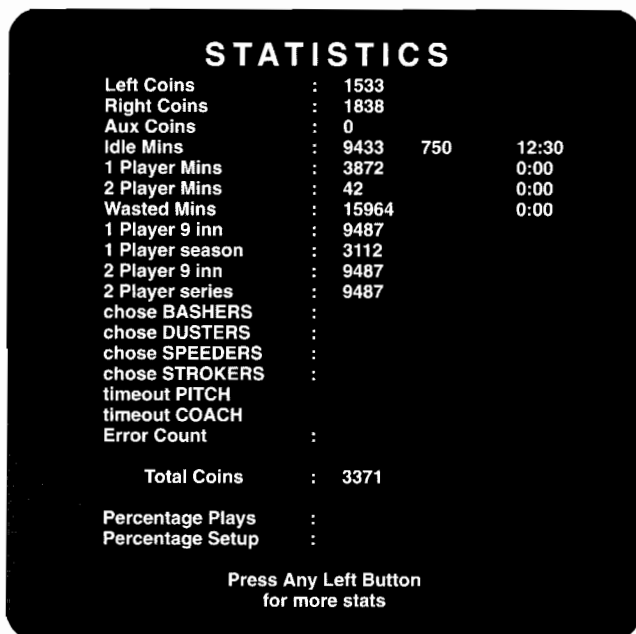 STATISTICS
Left Coins : 1533
Right Coins : 1838
Aux Coins : 0
Idle Mins : 9433 750 12:30
1 Player Mins : 3872 0:00
2 Player Mins : 42 0:00
Wasted Mins : 15964 0:00
1 Player 9 inn : 9487
1 Player season : 3112
2 Player 9 inn : 9487
2 Player series : 9487
chose BASHERS :
chose DUSTERS :
chose SPEEDERS :
chose STROKERS :
timeout PITCH
timeout COACH
Error Count :
Total Coins : 3371
Percentage Plays :
Percentage Setup :
Press Any Left Button
for more stats